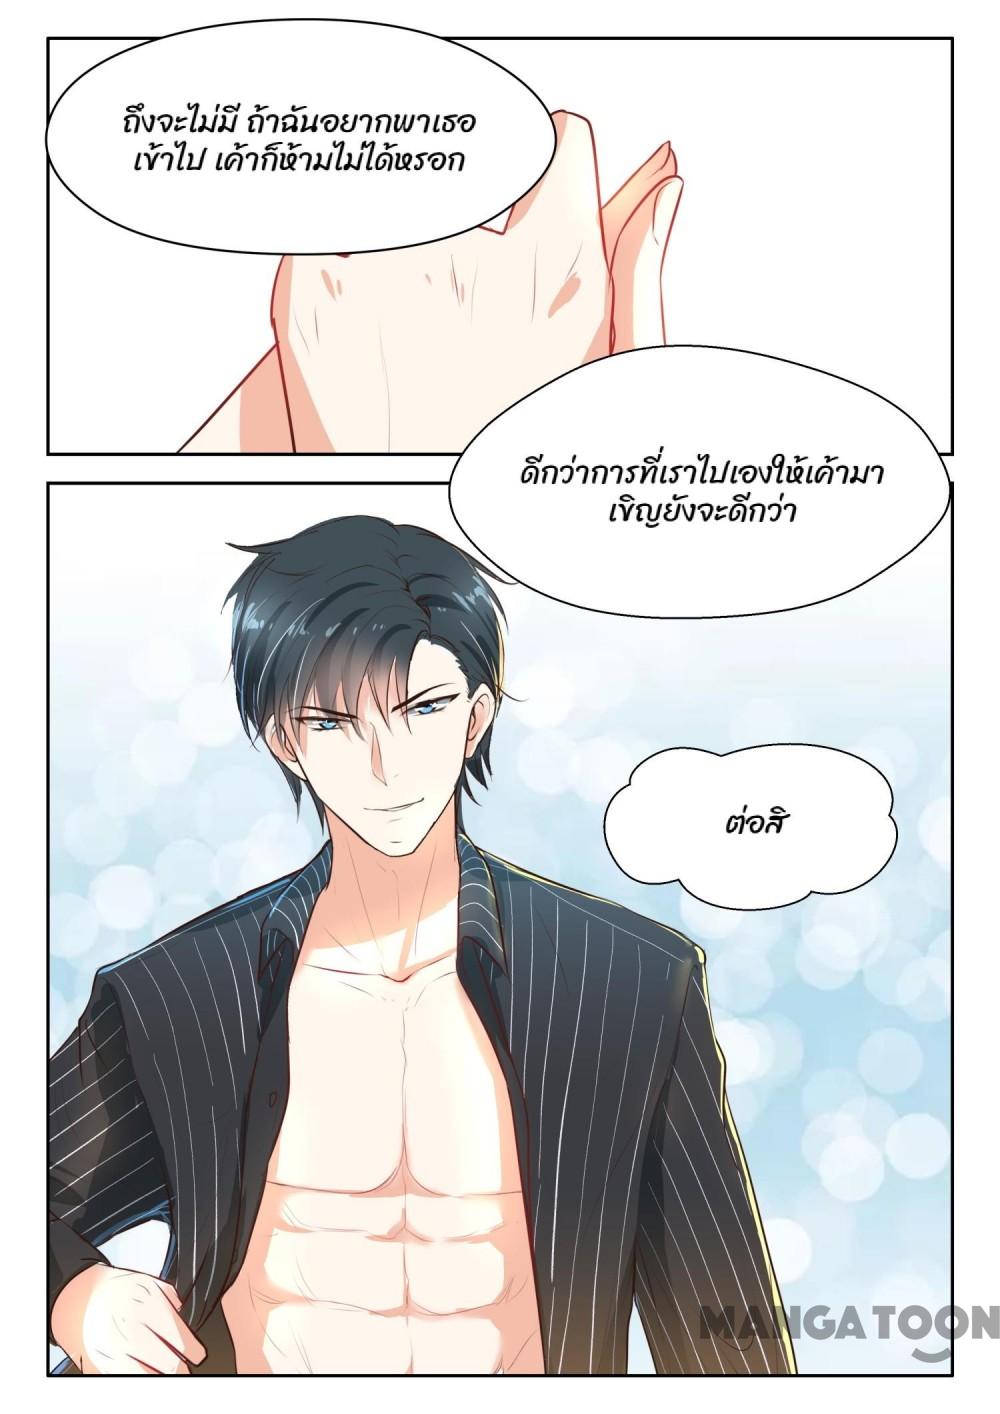 ถึงจะไม่มี ถ้าฉันอยากพาเธอ
เข้าไป เค้าก็ห้ามไม่ได้หรอก
ดีกว่าการที่เราไปเองให้เค้ามา
เชิญยังจะดีกว่า
ต่อสิ
MANGATOON